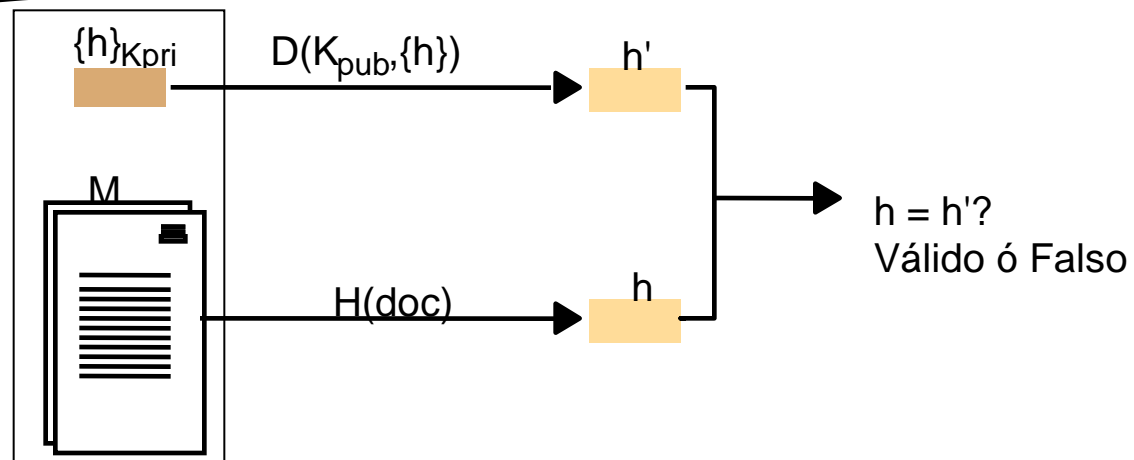 {h}Kpri
D(Kpub,{h})
h'
M
H(doc)
h
h = h'?
Válido ó Falso